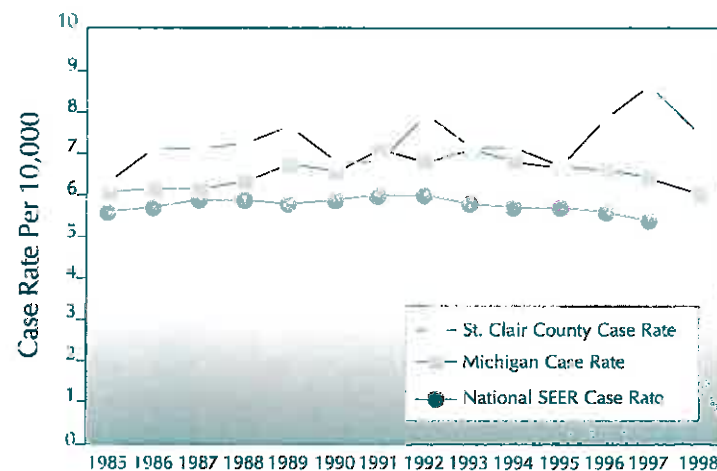 10
9
8
7
6
5
4
3
2
1
0
Case Rate Per 10,000
St. Clair County Case Rate
Michigan Case Rate
National SEER Case Rate
1985 1986 1987 1988 1989 1990 1991 1992 1993 1994 1995 1996 1997 1998